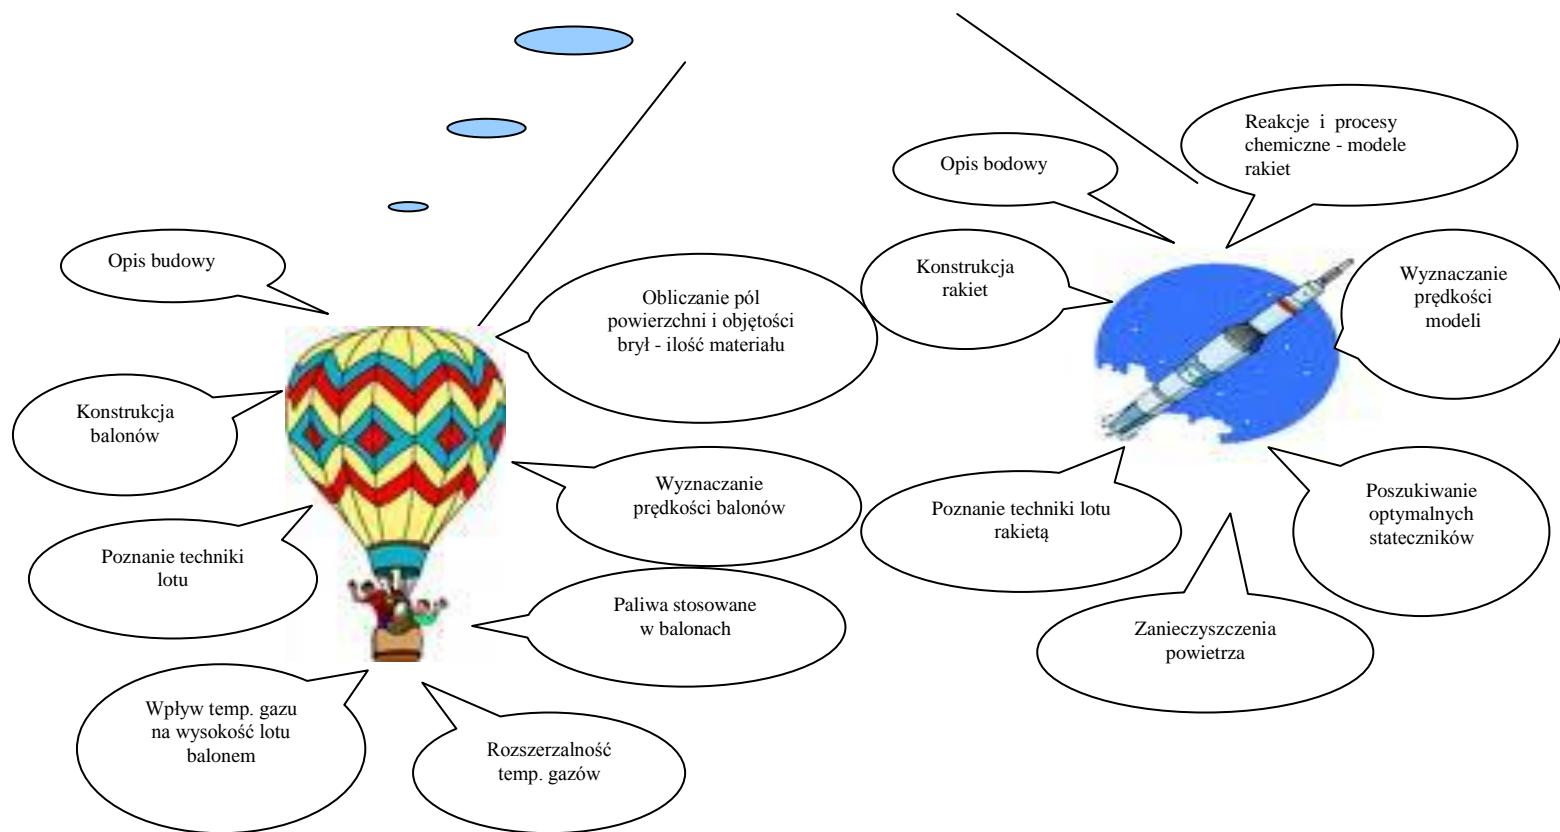 Opis budowy
Obliczanie pól
powierzchni i objętości
brył - ilość materiału
Konstrukcja
balonów
Wyznaczanie
prędkości balonów
Poznanie techniki
lotu
Paliwa stosowane
w balonach
Wpływ temp. gazu
na wysokość lotu
balonem
Rozszerzalność
temp. gazów
Opis bodowy
Reakcje i procesy
chemiczne - modele
rakiet
Konstrukcja
rakiet
Wyznaczanie
prędkości
modeli
Poznanie techniki lotu
rakietą
Poszukiwanie
optymalnych
stateczników
Zanieczyszczenia
powietrza